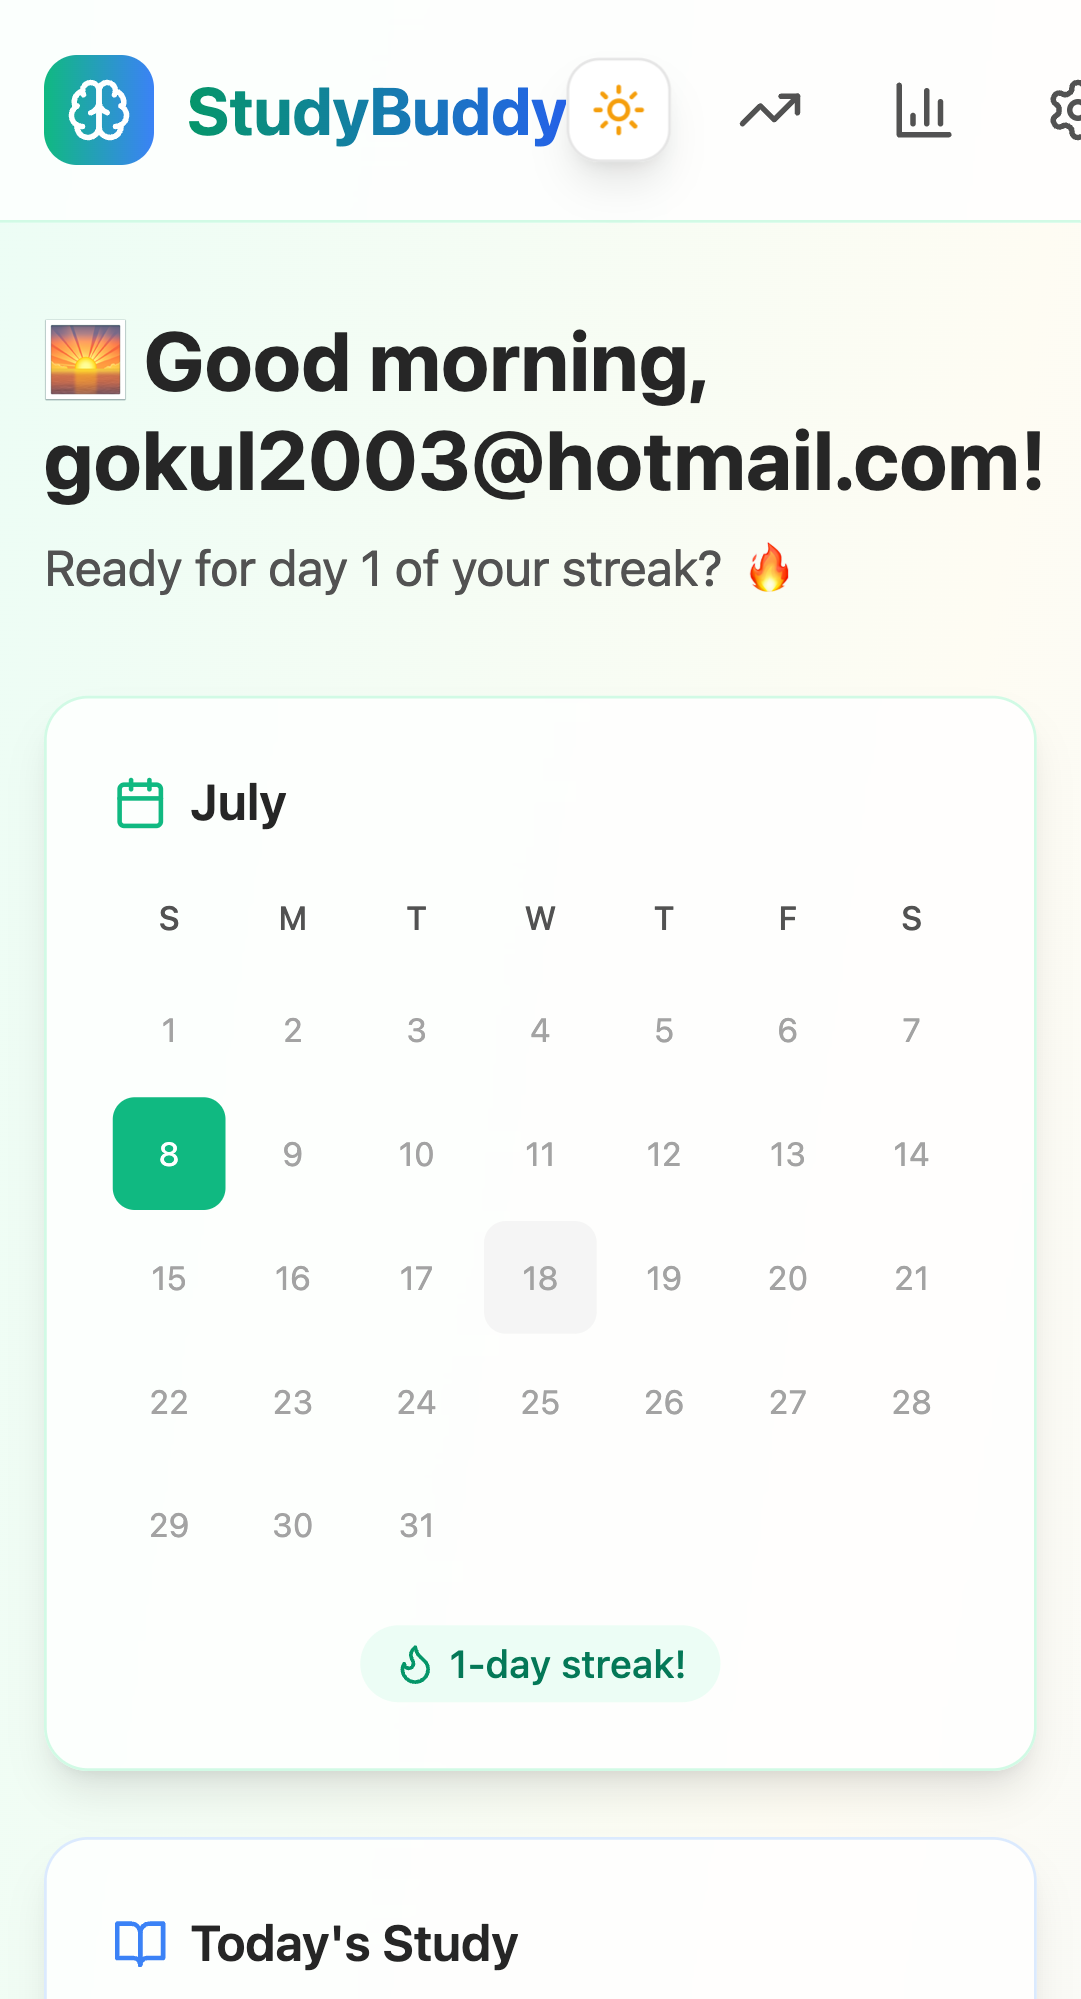 StudyBuddy
Good morning,
gokul2003@hotmail.com!
Ready for day 1 of your streak? 🔥
July
S M T W T F S
1 2 3 4 5 6 7
8 9 10 11 12 13 14
15 16 17 18 19 20 21
22 23 24 25 26 27 28
29 30 31
1-day streak!
Today's Study